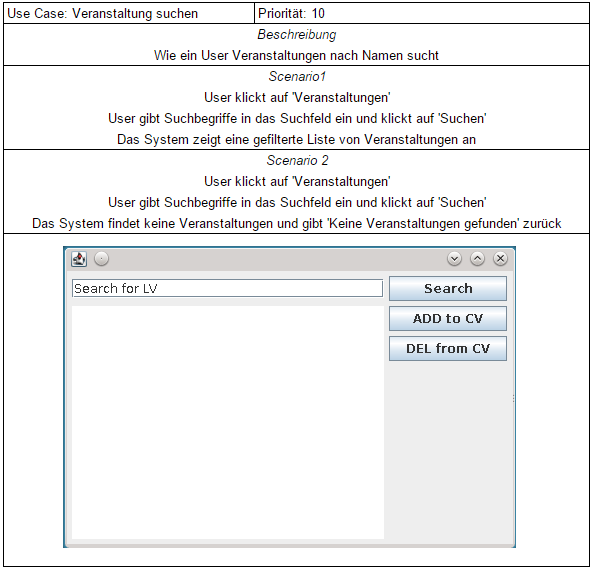 Use Case: Veranstaltung suchen Priorität: 10
Beschreibung
Wie ein User Veranstaltungen nach Namen sucht
Scenario1
User klickt auf 'Veranstaltungen'
User gibt Suchbegriffe in das Suchfeld ein und klickt auf 'Suchen'
Das System zeigt eine gefilterte Liste von Veranstaltungen an
Scenario 2
User klickt auf 'Veranstaltungen'
User gibt Suchbegriffe in das Suchfeld ein und klickt auf 'Suchen'
Das System findet keine Veranstaltungen und gibt 'Keine Veranstaltungen gefunden' zurück
Search for LV Search
ADD to CV
DEL from CV